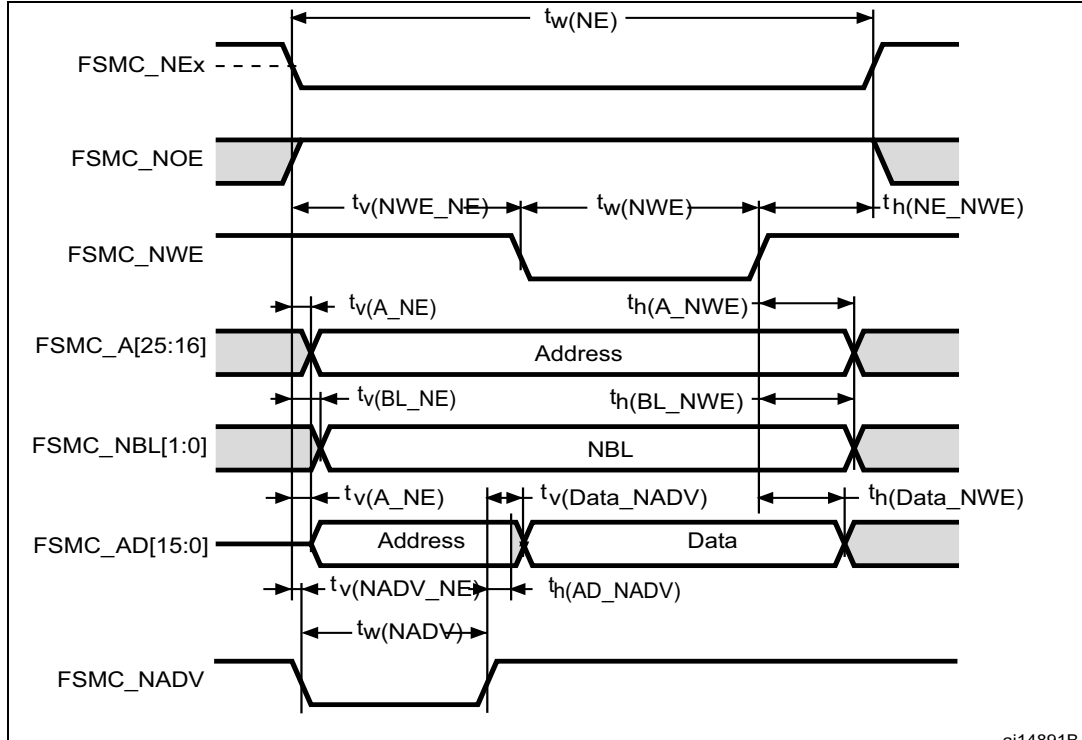 tw(NE)
FSMC_NEx
FSMC_NOE
tv(NWE_NE)
tw(NWE)
th(NE_NWE)
FSMC_NWE
tv(A_NE)
th(A_NWE)
FSMC_A[25:16]
Address
tv(BL_NE)
th(BL_NWE)
FSMC_NBL[1:0]
NBL
tv(A_NE)
tv(Data_NADV)
th(Data_NWE)
FSMC_AD[15:0]
Address
Data
tv(NADV_NE)
th(AD_NADV)
tw(NADV)
FSMC_NADV
ai14891B